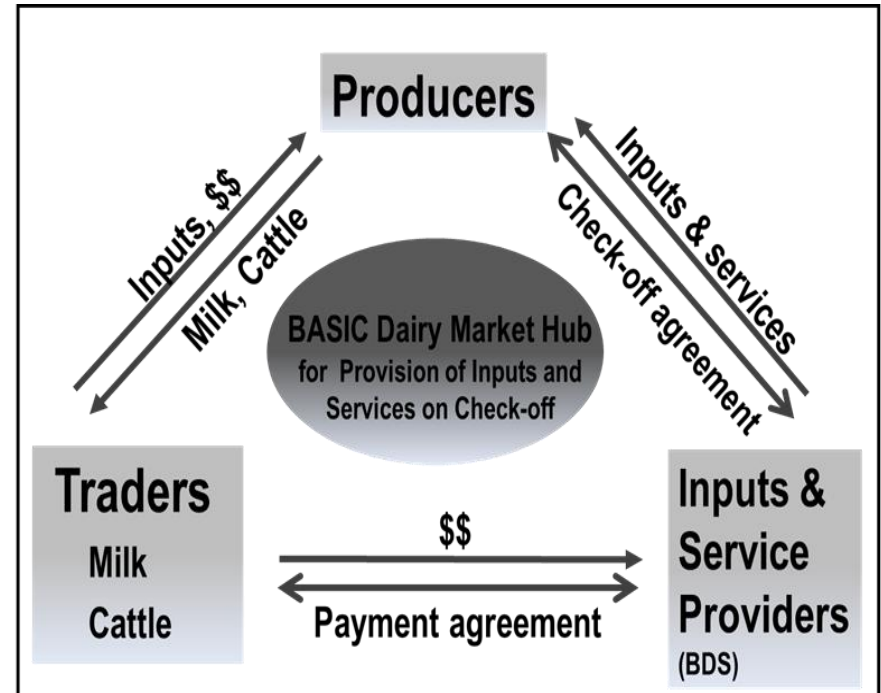 Producers
Inputs, $$
Milk, Cattle
Inputs & services
Check-off agreement
BASIC Dairy Market Hub
for Provision of Inputs and
Services on Check-off
Traders
Milk
Cattle
$$
Payment agreement
Inputs &
Service
Providers
(BDS)